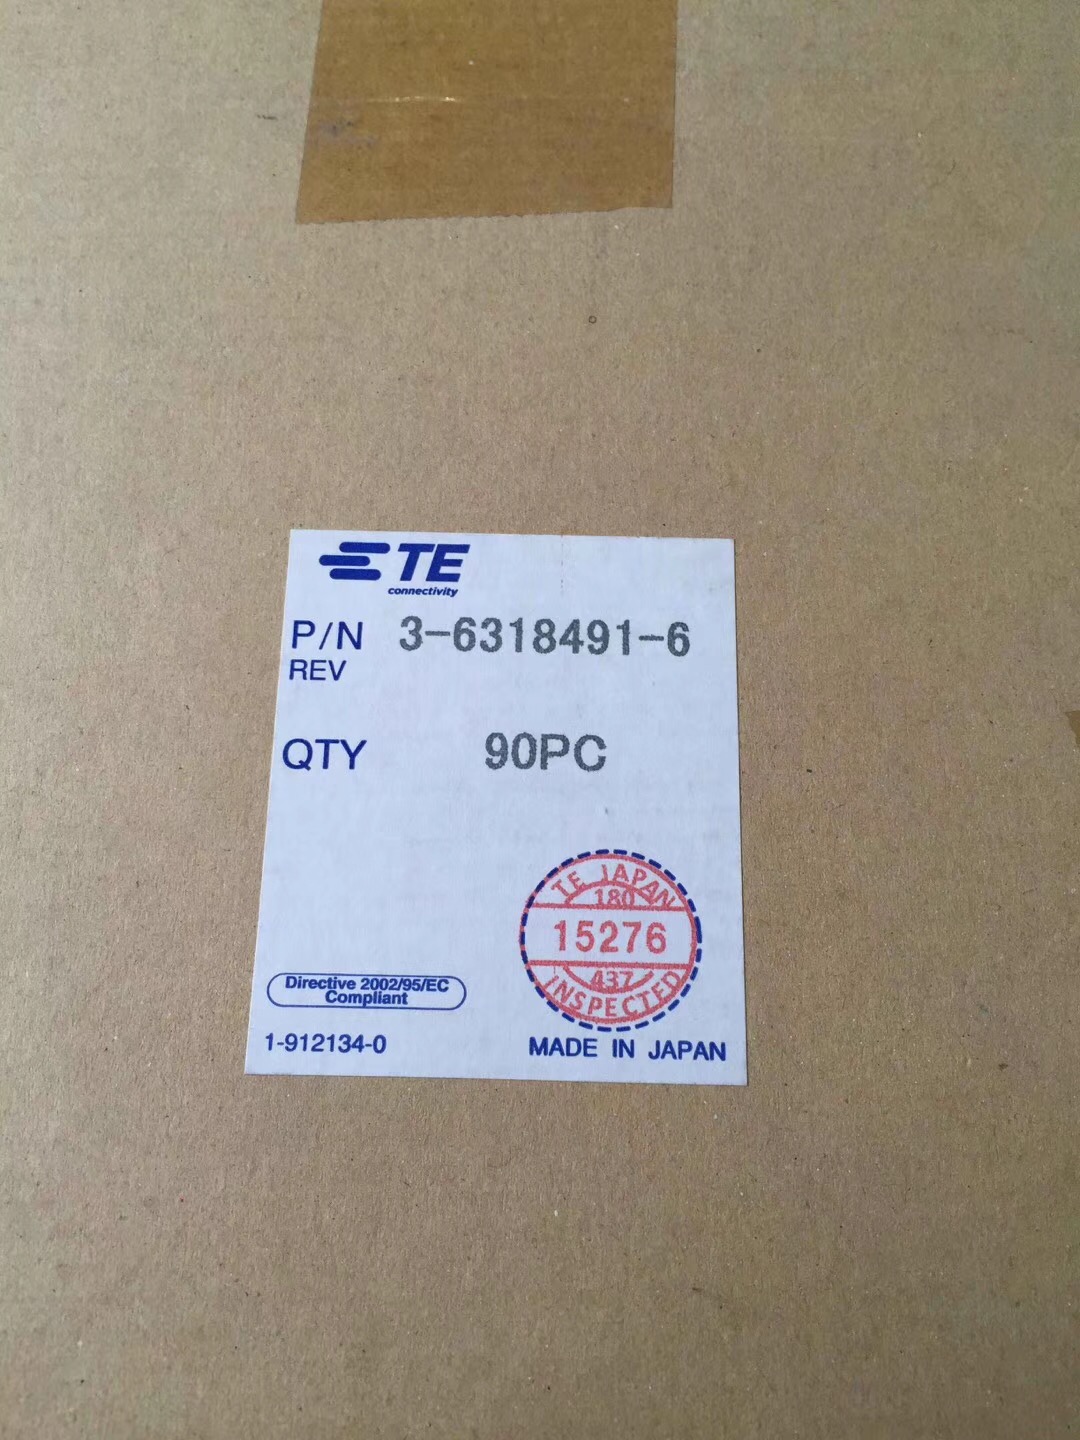 TE
connectivity
P/N 3-6318491-6
REV
QTY 90PC
TE JAPAN
180
15276
437
INSPECTED
Directive 2002/95/EC
Compliant
1-912134-0
MADE IN JAPAN